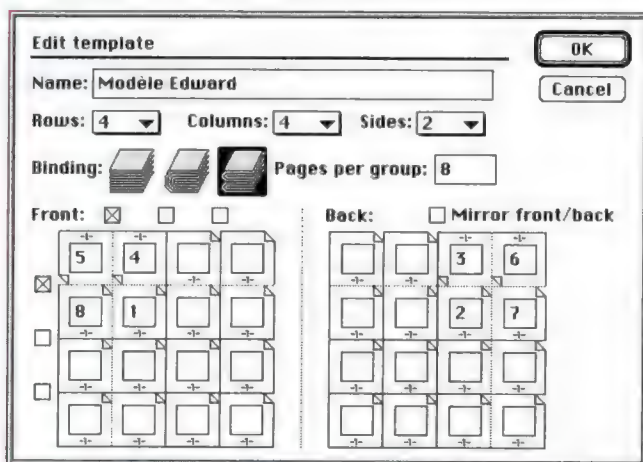 Edit template
OK
Name: Modèle Edward
Cancel
Rows: 4 Columns: 4 Sides: 2
Binding: Pages per group: 8
Front: Back: Mirror front/back
5 4 3 6
8 1 2 7